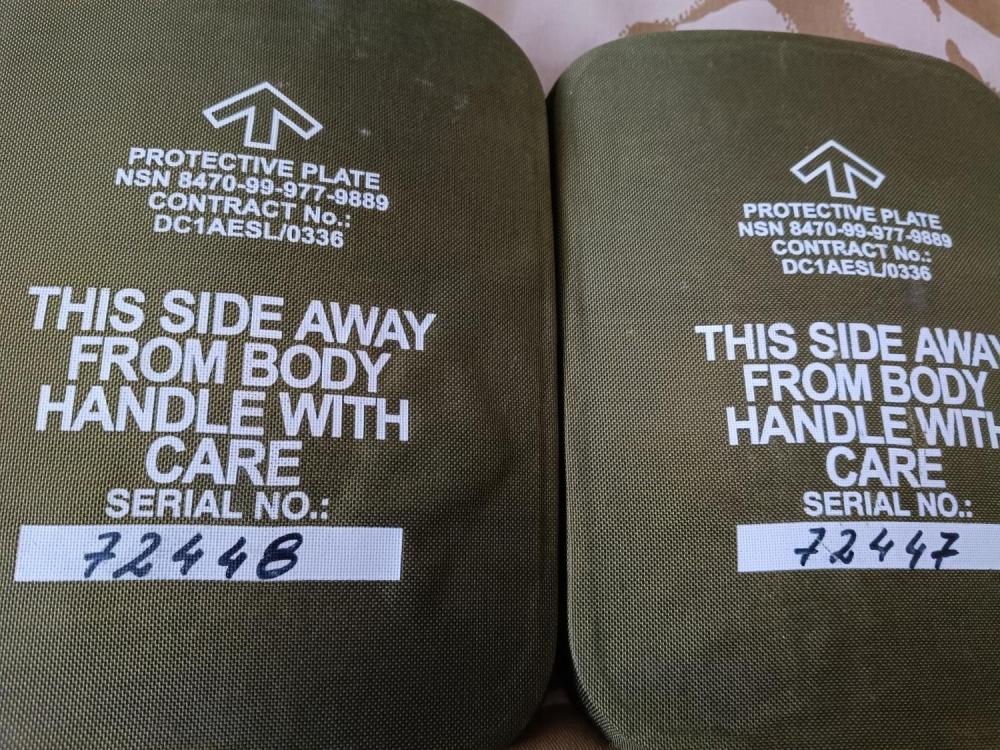 PROTECTIVE PLATE
NSN 8470-99-977-9889
CONTRACT No.:
DC1AESL/0336
THIS SIDE AWAY
FROM BODY
HANDLE WITH
CARE
SERIAL NO.:
72448
PROTECTIVE PLATE
NSN 8470-99-977-9889
CONTRACT No.:
DC1AESL/0336
THIS SIDE AWAY
FROM BODY
HANDLE WITH
CARE
SERIAL NO.:
72447